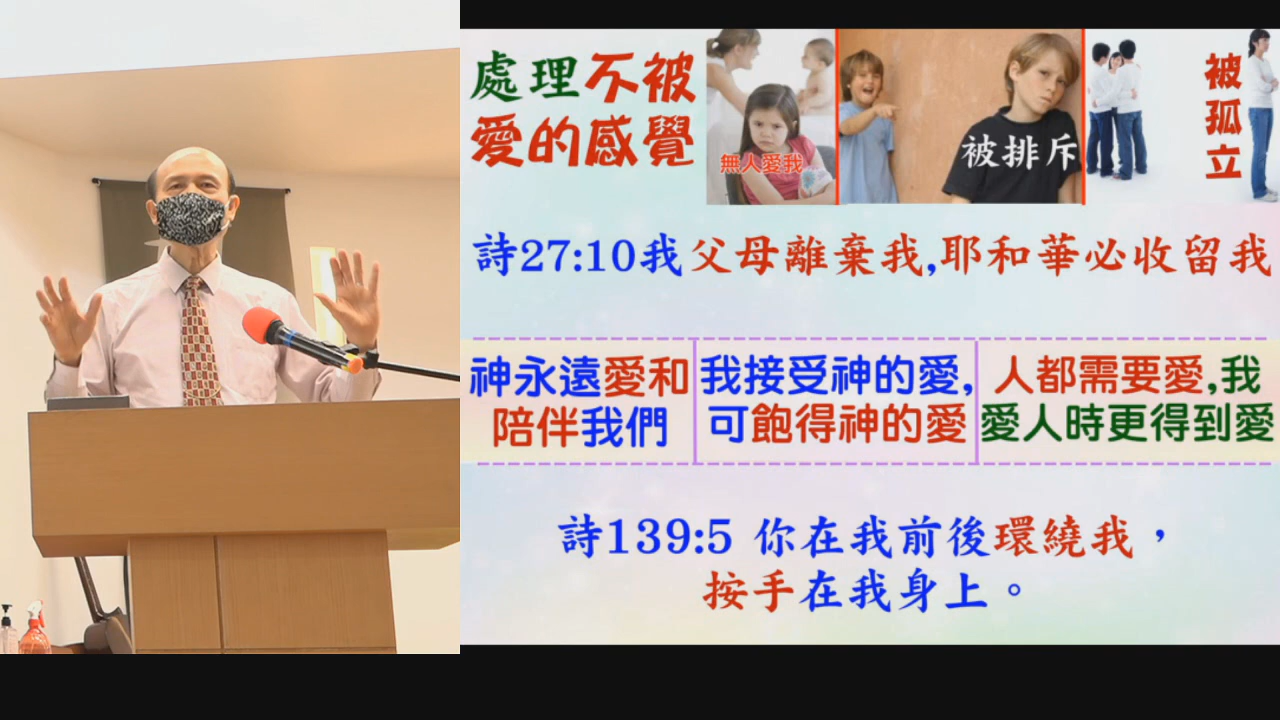 處理不被
愛的感覺
無人愛我
被排斥
被孤立
詩27:10我父母離棄我,耶和華必收留我
神永遠愛和
陪伴我們
我接受神的愛,
可飽得神的愛
人都需要愛,我
愛人時更得到愛
詩139:5 你在我前後環繞我，
按手在我身上。